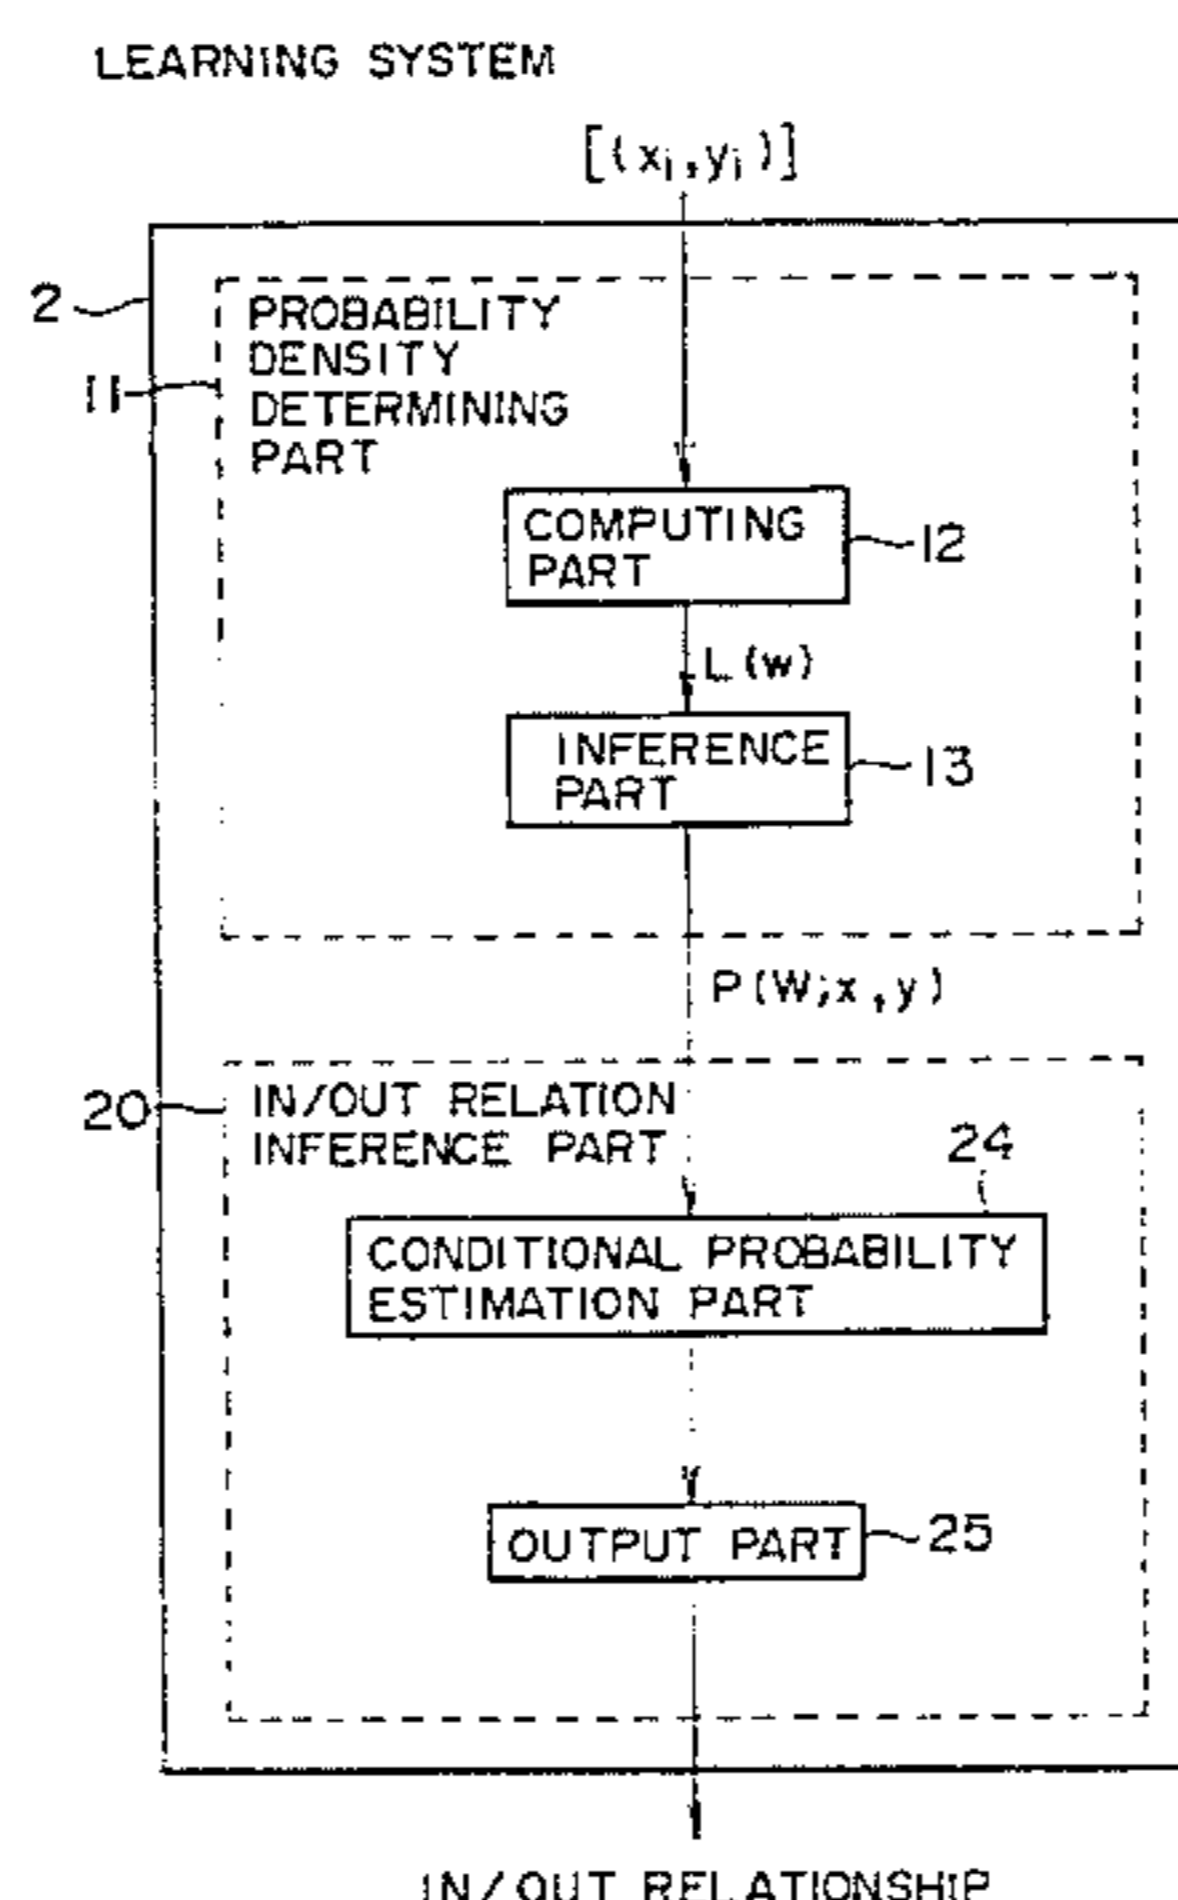 LEARNING SYSTEM
[(xi, yi)]
2
PROBABILITY
DENSITY
DETERMINING
PART
11
COMPUTING
PART
12
L(w)
INFERENCE
PART
13
P(W;x,y)
20
IN/OUT RELATION
INFERENCE PART
24
CONDITIONAL PROBABILITY
ESTIMATION PART
OUTPUT PART
25
IN/OUT RELATIONSHIP